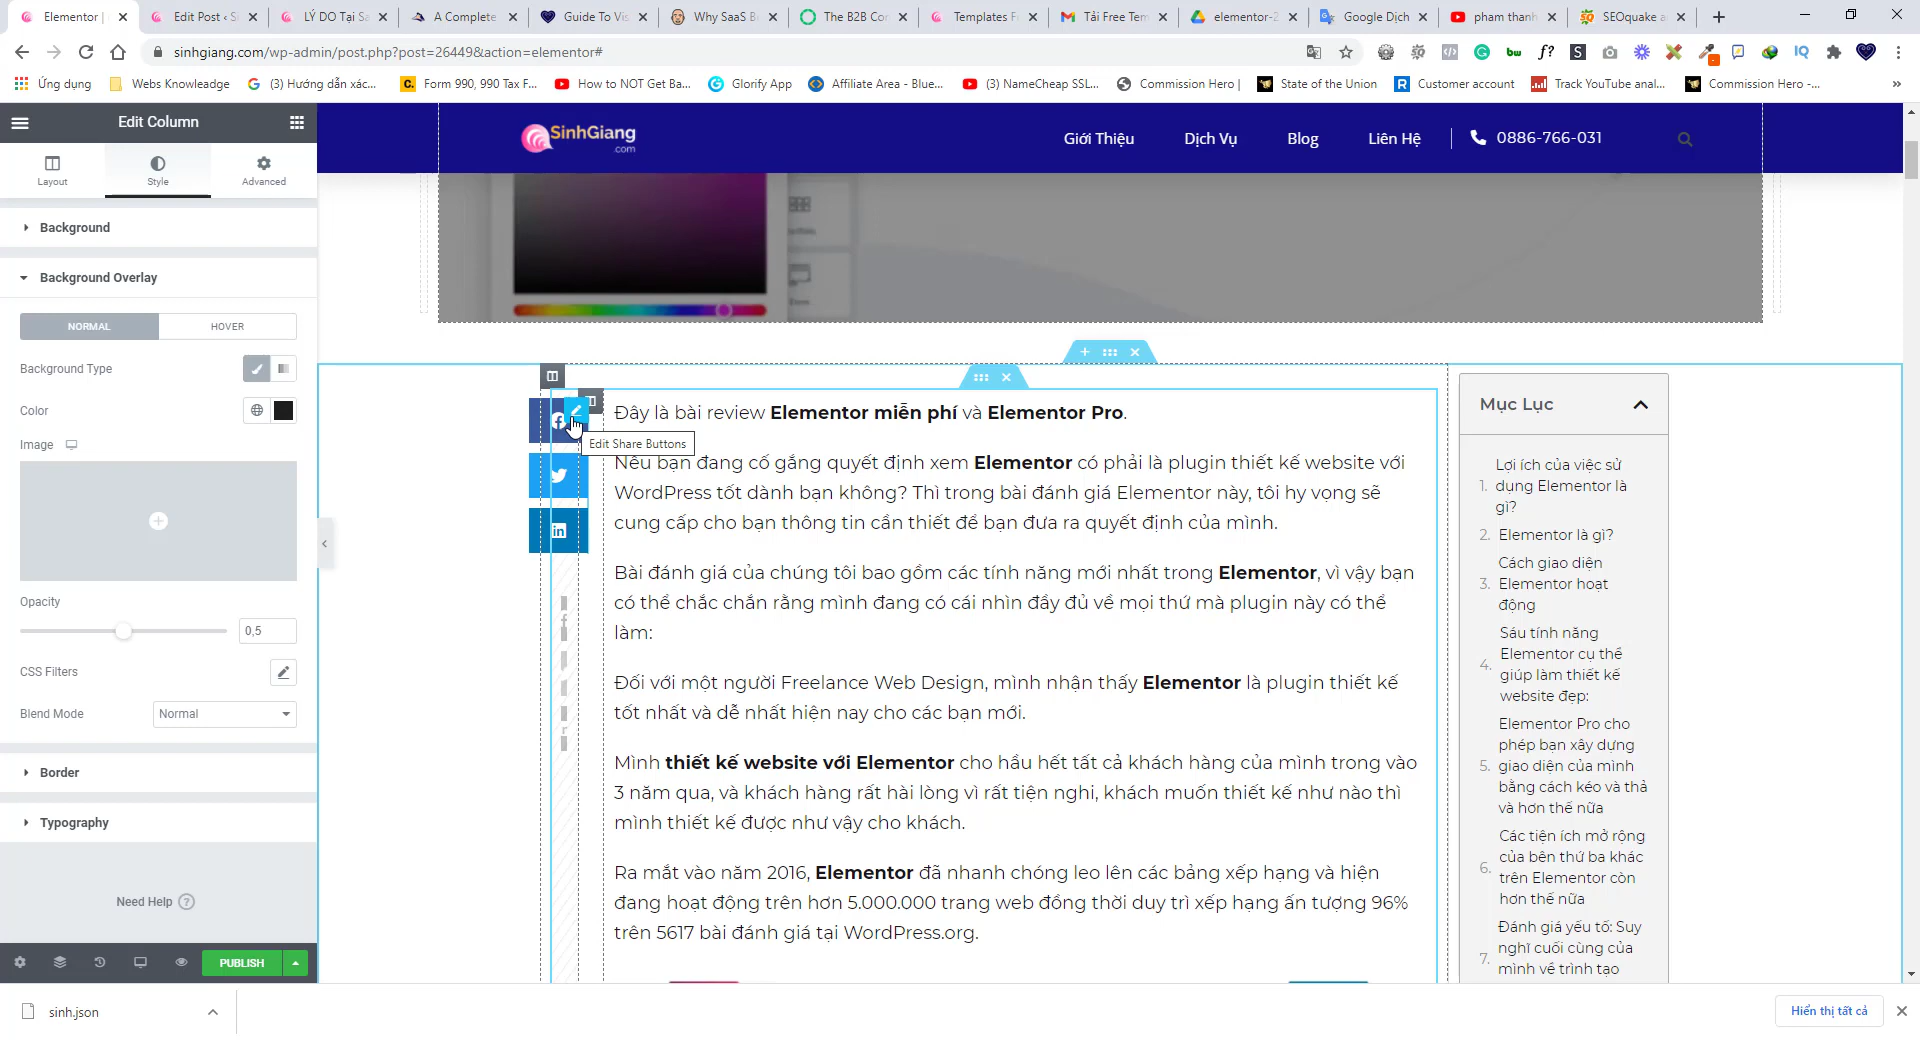 Elementor |
Edit Post ‹ S
LÝ DO Tại Sa
A Complete
Guide To Vis
Why SaaS B
The B2B Co
Templates F
Tải Free Tem
elementor-2
Google Dịch
pham thanh
SEOquake a
sinhgiang.com/wp-admin/post.php?post=26449&action=elementor#
Ứng dụng
Webs Knowleadge
(3) Hướng dẫn xác...
Form 990, 990 Tax F...
How to NOT Get Ba...
Glorify App
Affiliate Area - Blue...
(3) NameCheap SSL...
Commission Hero |
State of the Union
Customer account
Track YouTube anal...
Commission Hero -...
»
Edit Column
Layout
Style
Advanced
Background
Background Overlay
NORMAL
HOVER
Background Type
Color
Image
Opacity
0,5
CSS Filters
Blend Mode
Normal
Border
Typography
Need Help ?
PUBLISH
SinhGiang
.com
Giới Thiệu
Dịch Vụ
Blog
Liên Hệ
0886-766-031
Edit Share Buttons
Đây là bài review Elementor miễn phí và Elementor Pro.
Nếu bạn đang cố gắng quyết định xem Elementor có phải là plugin thiết kế website với
WordPress tốt dành bạn không? Thì trong bài đánh giá Elementor này, tôi hy vọng sẽ
cung cấp cho bạn thông tin cần thiết để bạn đưa ra quyết định của mình.
Bài đánh giá của chúng tôi bao gồm các tính năng mới nhất trong Elementor, vì vậy bạn
có thể chắc chắn rằng mình đang có cái nhìn đầy đủ về mọi thứ mà plugin này có thể
làm:
Đối với một người Freelance Web Design, mình nhận thấy Elementor là plugin thiết kế
tốt nhất và dễ nhất hiện nay cho các bạn mới.
Mình thiết kế website với Elementor cho hầu hết tất cả khách hàng của mình trong vào
3 năm qua, và khách hàng rất hài lòng vì rất tiện nghi, khách muốn thiết kế như nào thì
mình thiết kế được như vậy cho khách.
Ra mắt vào năm 2016, Elementor đã nhanh chóng leo lên các bảng xếp hạng và hiện
đang hoạt động trên hơn 5.000.000 trang web đồng thời duy trì xếp hạng ấn tượng 96%
trên 5617 bài đánh giá tại WordPress.org.
Mục Lục
Lợi ích của việc sử
1. dụng Elementor là
gì?
2. Elementor là gì?
Cách giao diện
3. Elementor hoạt
động
Sáu tính năng
Elementor cụ thể
4. giúp làm thiết kế
website đẹp:
Elementor Pro cho
phép bạn xây dựng
5. giao diện của mình
bằng cách kéo và thả
và hơn thế nữa
Các tiện ích mở rộng
của bên thứ ba khác
6. trên Elementor còn
hơn thế nữa
Đánh giá yếu tố: Suy
nghĩ cuối cùng của
7. mình về trình tạo
sinh.json
Hiển thị tất cả